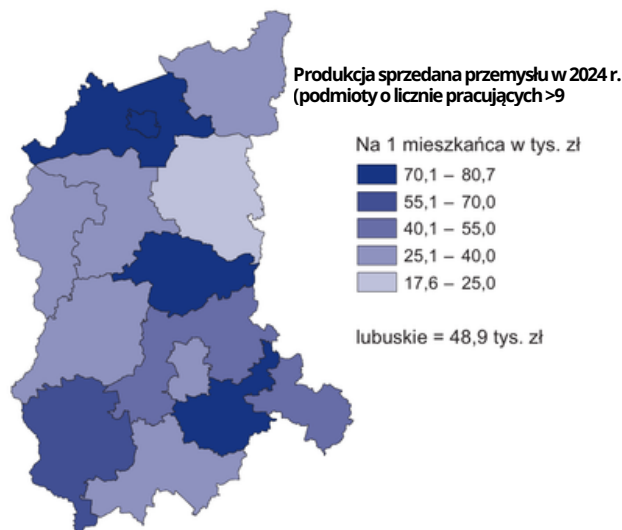 Produkcja sprzedana przemysłu w 2024 r.
(podmioty o licznie pracujących >9
Na 1 mieszkańca w tys. zł
70,1 – 80,7
55,1 – 70,0
40,1 – 55,0
25,1 – 40,0
17,6 – 25,0
lubuskie = 48,9 tys. zł